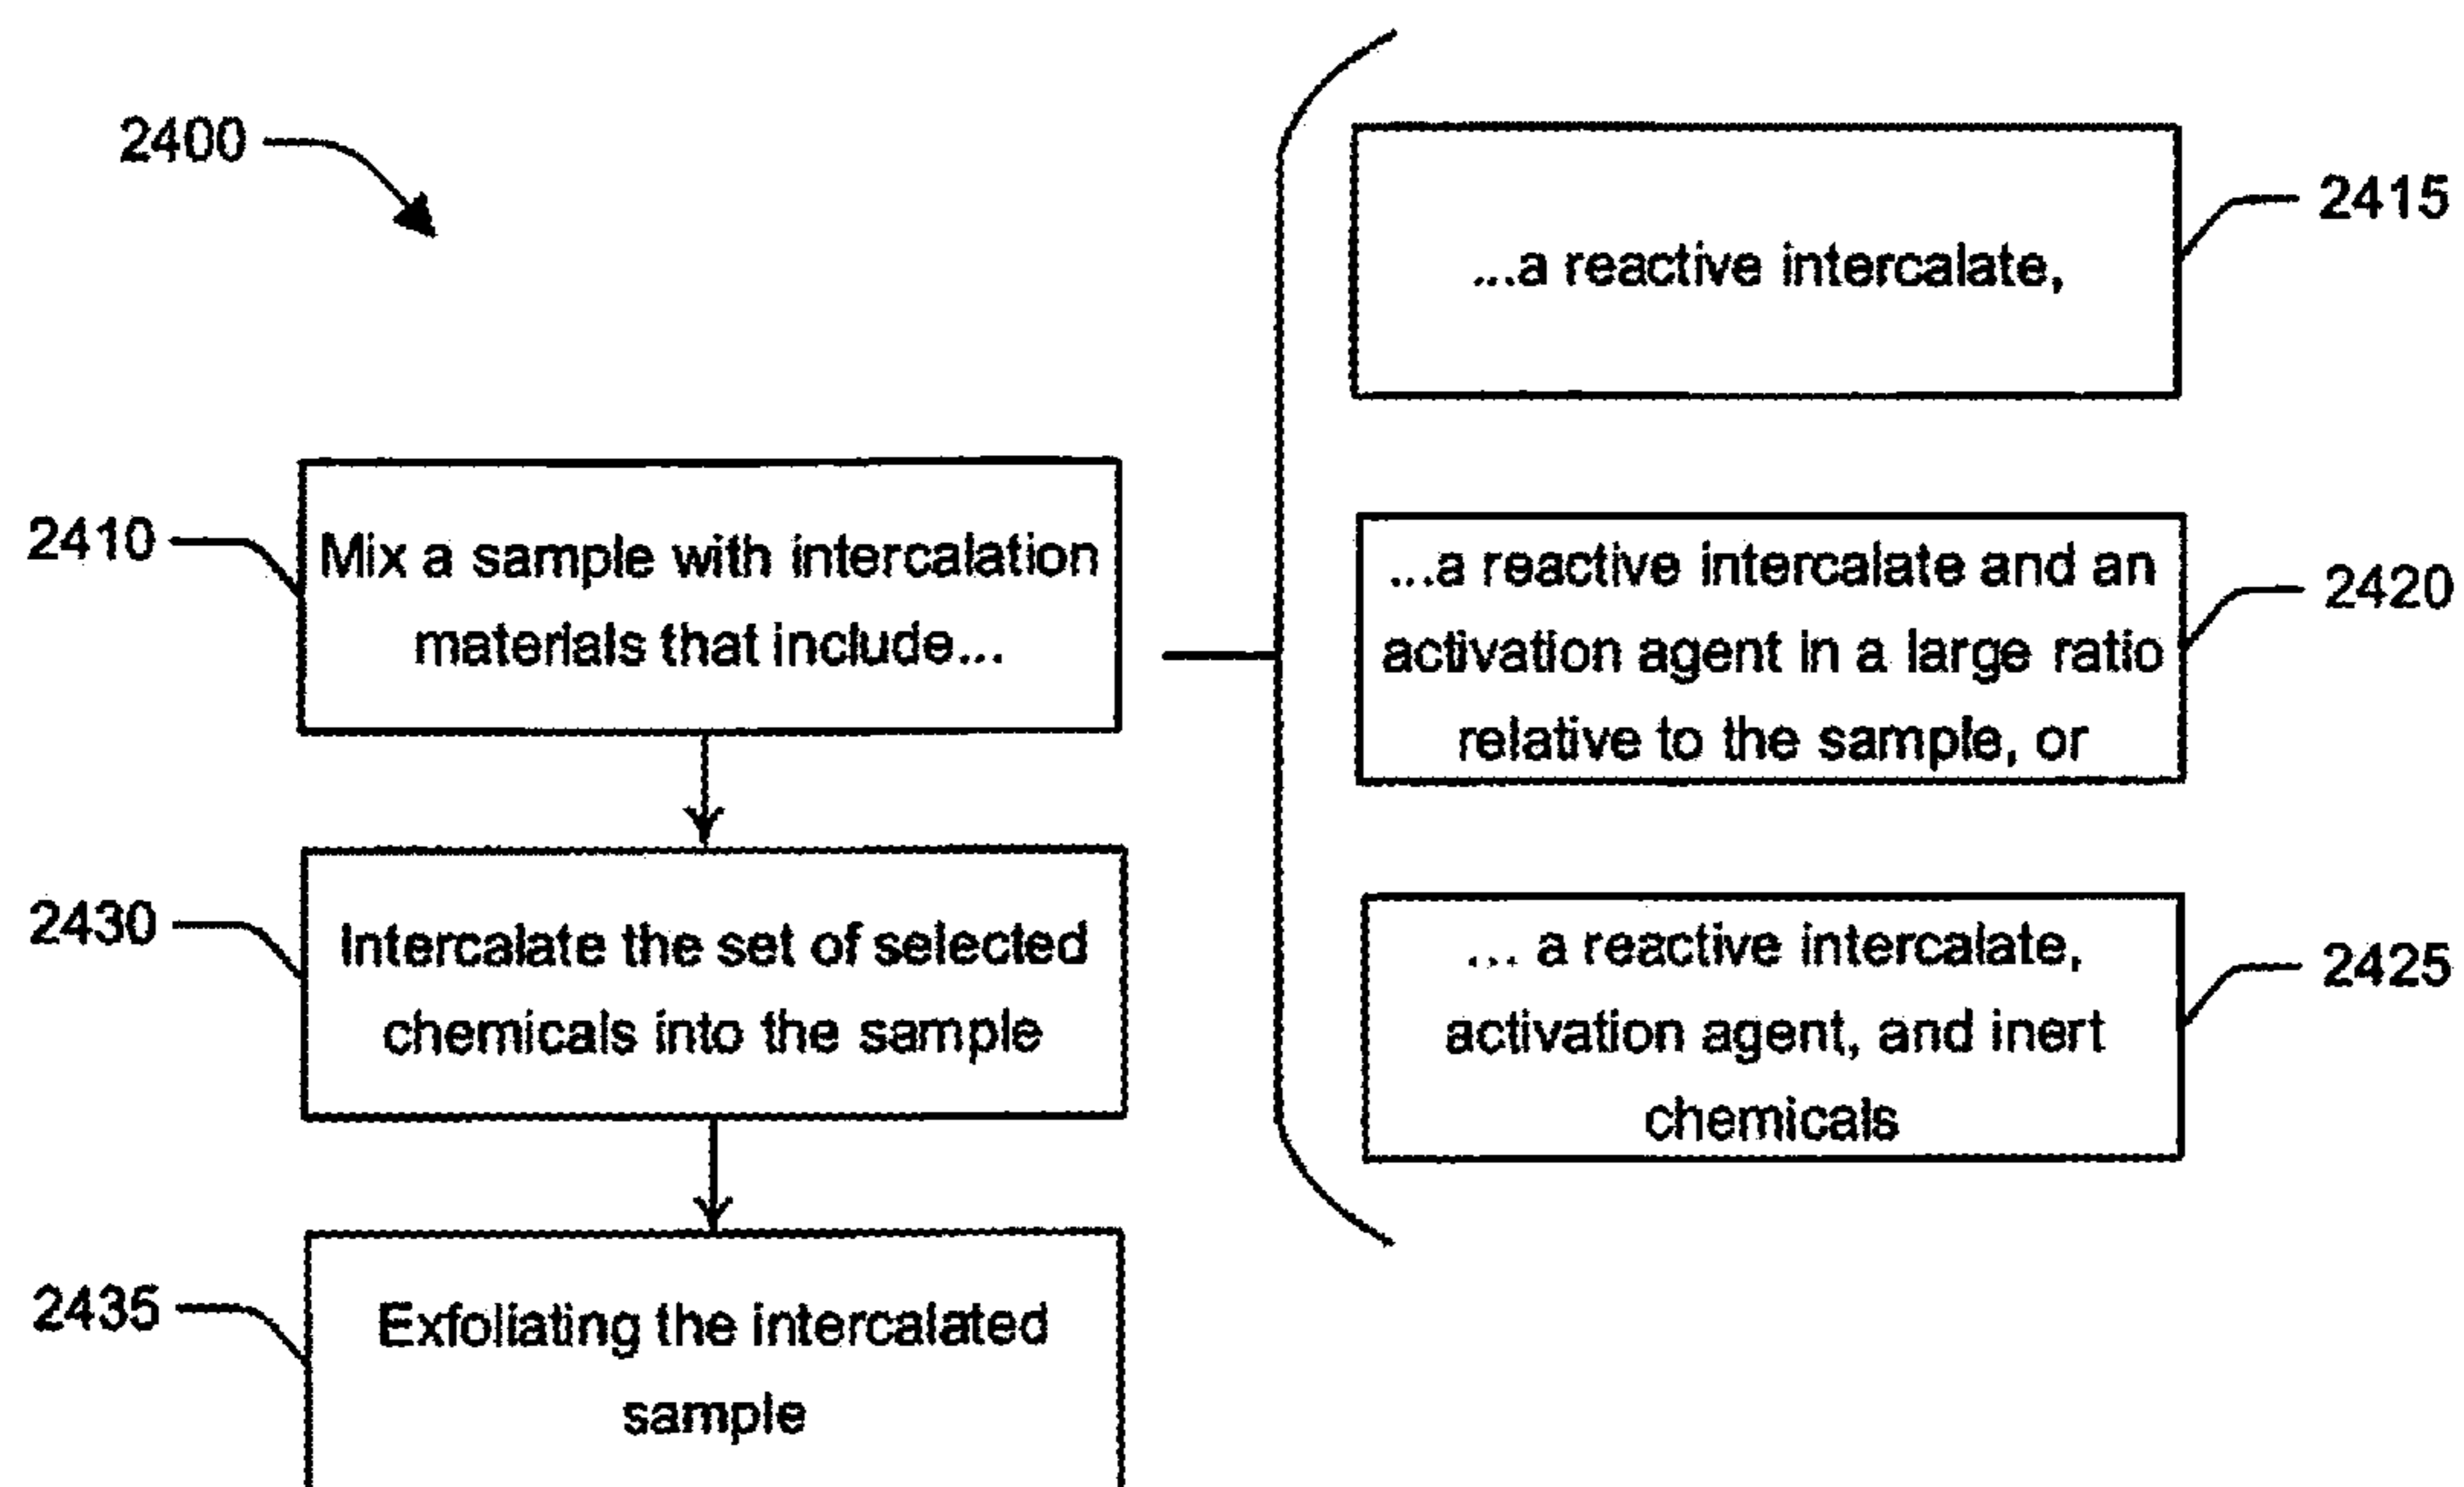 2400
2410
Mix a sample with intercalation
materials that include...
...a reactive intercalate,
2415
...a reactive intercalate and an
activation agent in a large ratio
relative to the sample, or
2420
... a reactive intercalate,
activation agent, and inert
chemicals
2425
2430
Intercalate the set of selected
chemicals into the sample
2435
Exfoliating the intercalated
sample